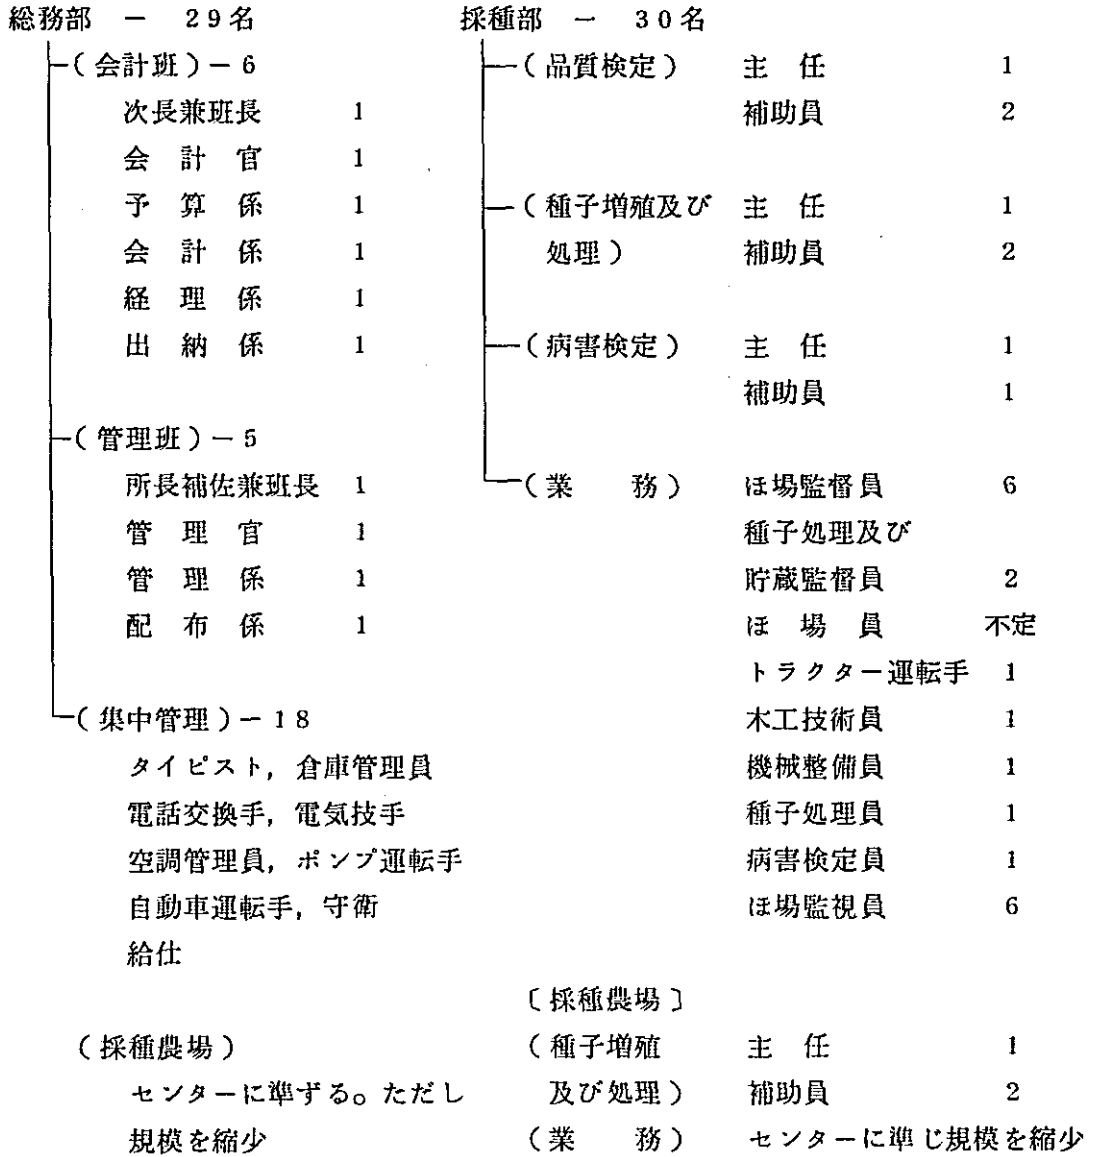 総務部 － 29名
（会計班）－6
次長兼班長 1
会計官 1
予算係 1
会計係 1
経理係 1
出納係 1
（管理班）－5
所長補佐兼班長 1
管理官 1
管理係 1
配布係 1
（集中管理）－18
タイピスト，倉庫管理員
電話交換手，電気技手
空調管理員，ポンプ運転手
自動車運転手，守衛
給仕
（採種農場）
センターに準ずる。ただし
規模を縮少
採種部 － 30名
（品質検定） 主任 1
補助員 2
（種子増殖及び 主任 1
処理） 補助員 2
（病害検定） 主任 1
補助員 1
（業務） ほ場監督員 6
種子処理及び
貯蔵監督員 2
ほ場員 不定
トラクター運転手 1
木工技術員 1
機械整備員 1
種子処理員 1
病害検定員 1
ほ場監視員 6
〔採種農場〕
（種子増殖 主任 1
及び処理） 補助員 2
（業務） センターに準じ規模を縮少